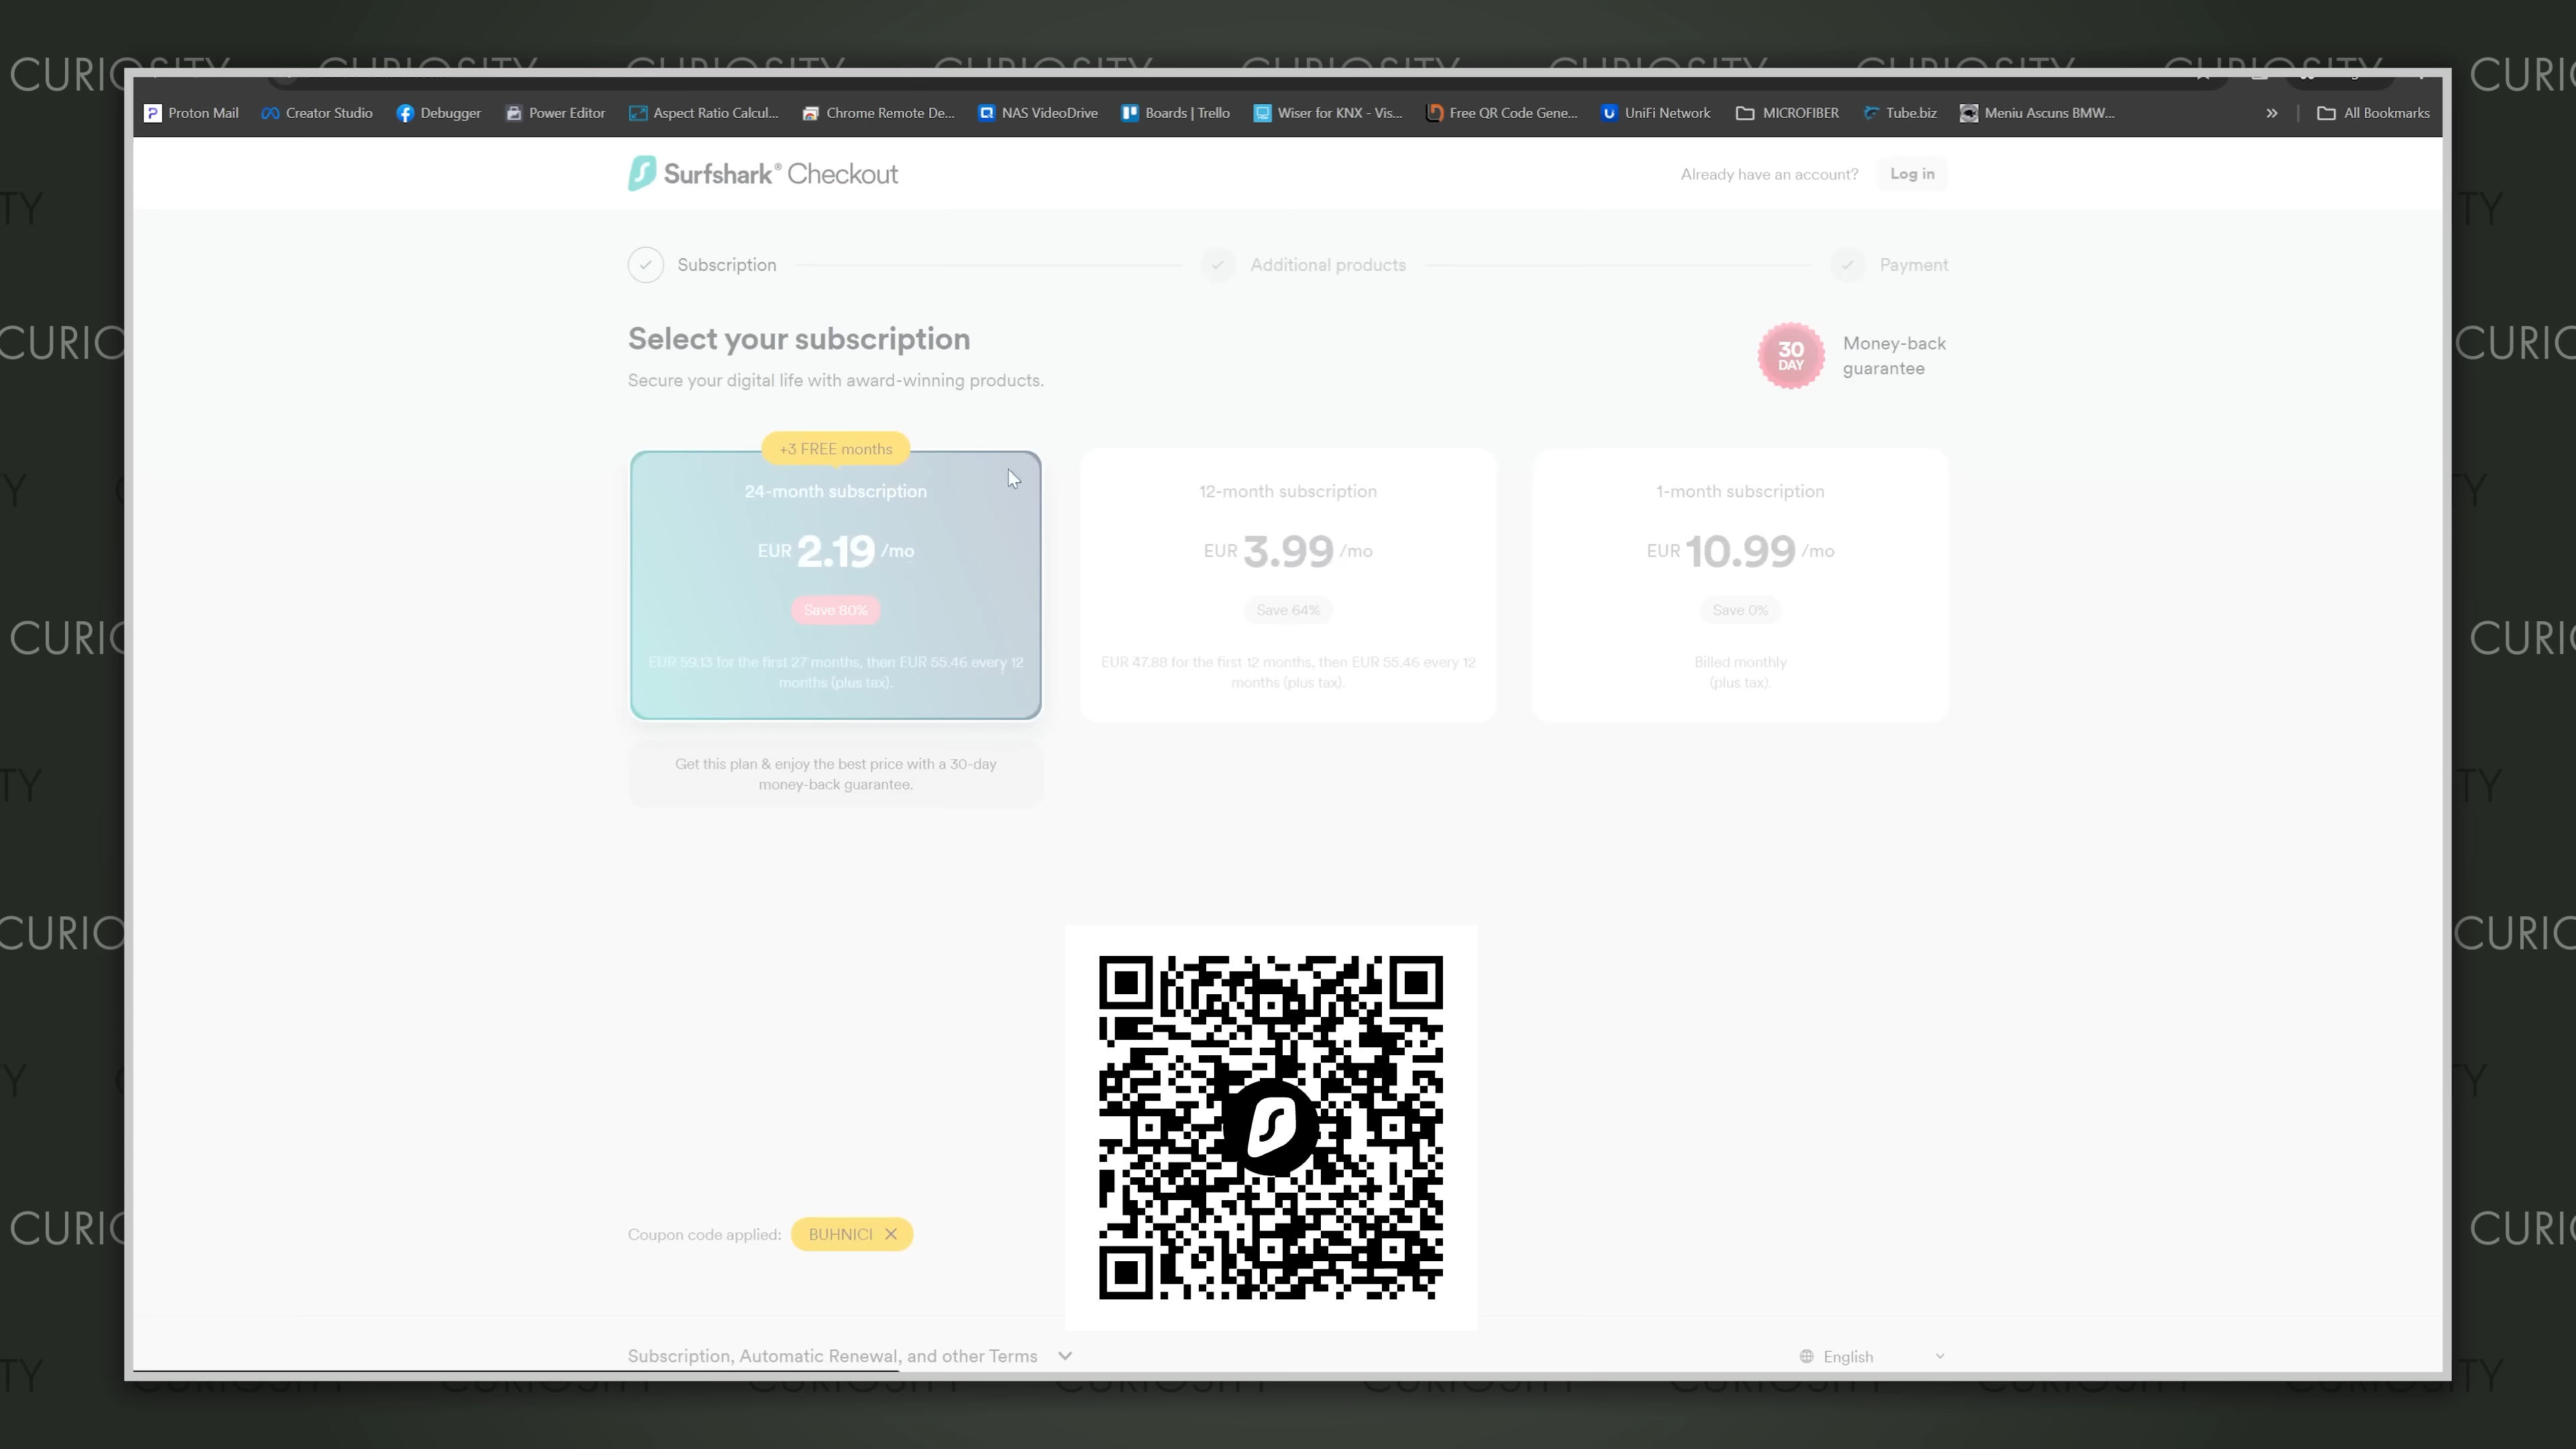 CURIOSITY CURIOSITY CURIOSITY CURIOSITY CURIOSITY CURIOSITY CURIOSITY CURIOSITY
Proton Mail Creator Studio Debugger Power Editor Aspect Ratio Calcul... Chrome Remote De... NAS VideoDrive Boards | Trello Wiser for KNX - Vis... Free QR Code Gene... UniFi Network MICROFIBER Tube.biz Meniu Ascuns BMW... » All Bookmarks
Surfshark® Checkout
Already have an account? Log in
Subscription Additional products Payment
Select your subscription
Secure your digital life with award-winning products.
30
DAY
Money-back
guarantee
+3 FREE months
24-month subscription
EUR 2.19 /mo
Save 80%
EUR 59.13 for the first 27 months, then EUR 55.46 every 12
months (plus tax).
Get this plan & enjoy the best price with a 30-day
money-back guarantee.
12-month subscription
EUR 3.99 /mo
Save 64%
EUR 47.88 for the first 12 months, then EUR 55.46 every 12
months (plus tax).
1-month subscription
EUR 10.99 /mo
Save 0%
Billed monthly
(plus tax).
Coupon code applied: BUHNICI
Subscription, Automatic Renewal, and other Terms
English